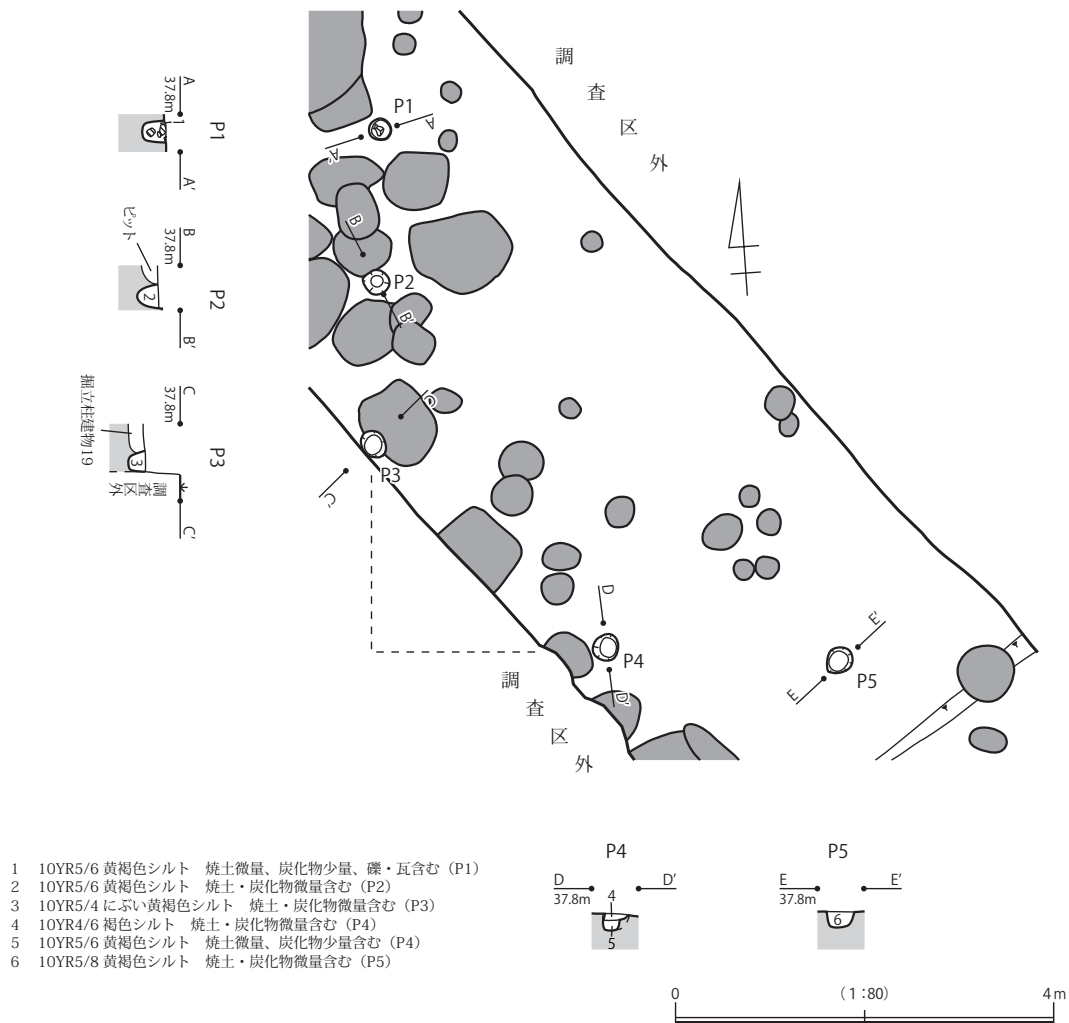 調査区外
P1
A
A'
B
P2
B'
C
P3
C'
D
P4
D'
E'
P5
E
調査区外
P1
A
37.8m
A'
1
P2
B
37.8m
B'
ピット
2
P3
C
37.8m
C'
掘立柱建物19
3
調査区外
P4
D
D'
37.8m
4
5
P5
E
E'
37.8m
6
1 10YR5/6 黄褐色シルト 焼土微量、炭化物少量、礫・瓦含む（P1）
2 10YR5/6 黄褐色シルト 焼土・炭化物微量含む（P2）
3 10YR5/4 にぶい黄褐色シルト 焼土・炭化物微量含む（P3）
4 10YR4/6 褐色シルト 焼土・炭化物微量含む（P4）
5 10YR5/6 黄褐色シルト 焼土微量、炭化物少量含む（P4）
6 10YR5/8 黄褐色シルト 焼土・炭化物微量含む（P5）
0
（1：80）
4m